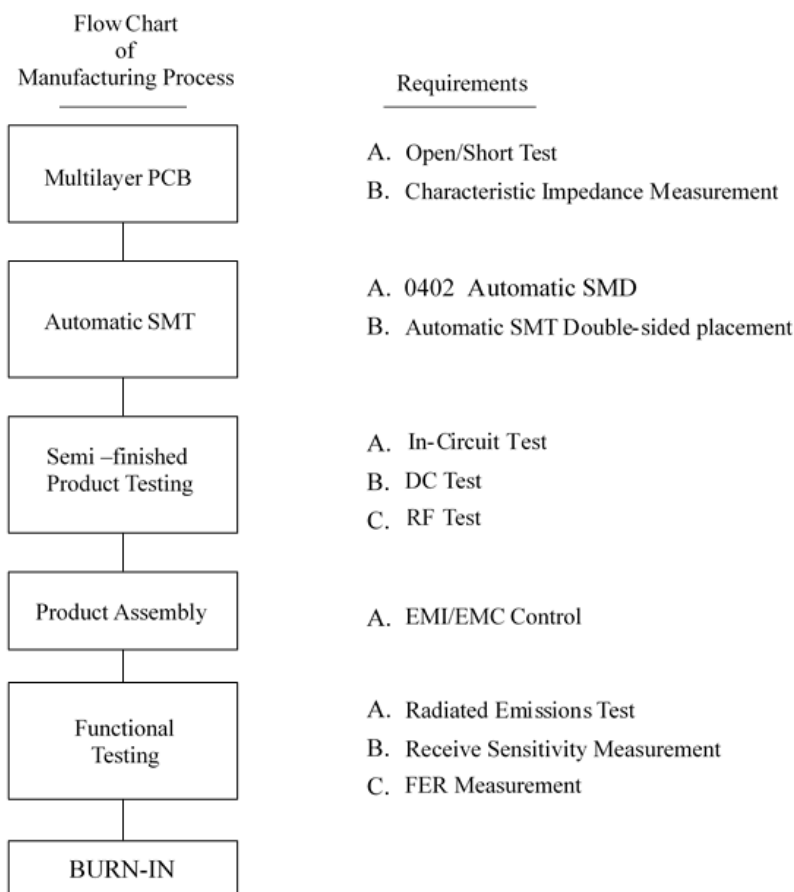 Flow Chart
of
Manufacturing Process
Requirements
Multilayer PCB
A. Open/Short Test
B. Characteristic Impedance Measurement
Automatic SMT
A. 0402 Automatic SMD
B. Automatic SMT Double-sided placement
Semi –finished
Product Testing
A. In-Circuit Test
B. DC Test
C. RF Test
Product Assembly
A. EMI/EMC Control
Functional
Testing
A. Radiated Emissions Test
B. Receive Sensitivity Measurement
C. FER Measurement
BURN-IN